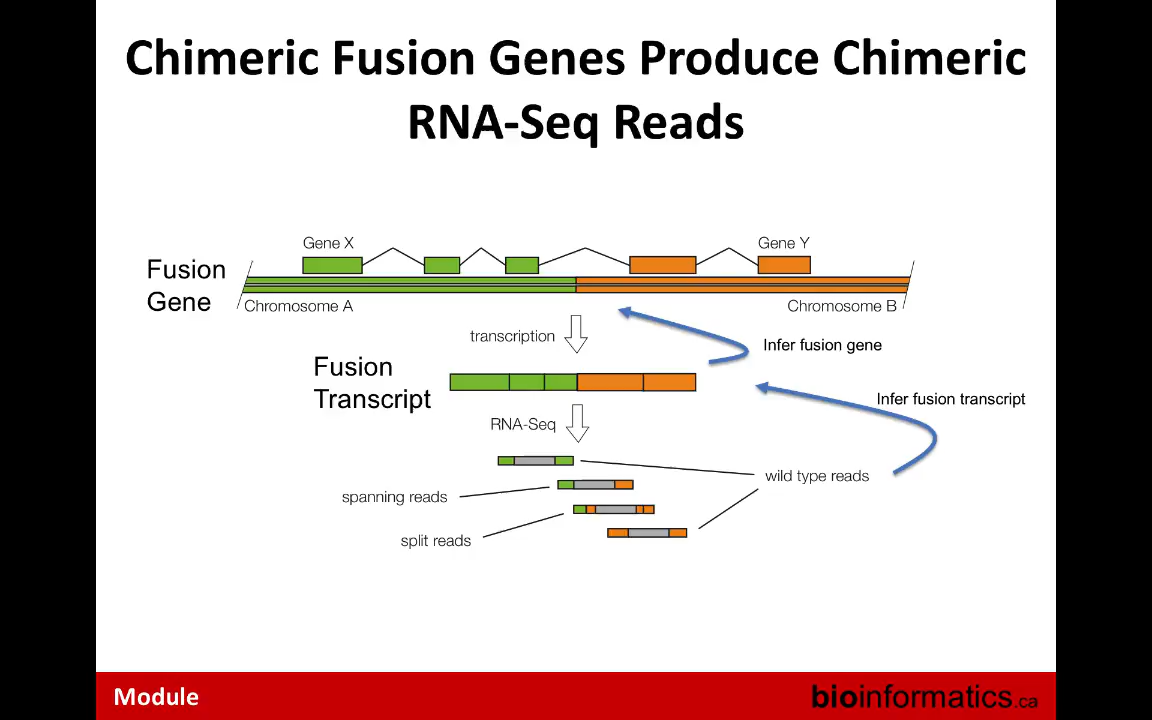 Chimeric Fusion Genes Produce Chimeric
RNA-Seq Reads
Gene X
Gene Y
Fusion
Gene
Chromosome A
Chromosome B
transcription
Infer fusion gene
Fusion
Transcript
Infer fusion transcript
RNA-Seq
wild type reads
spanning reads
split reads
Module
bioinformatics.ca